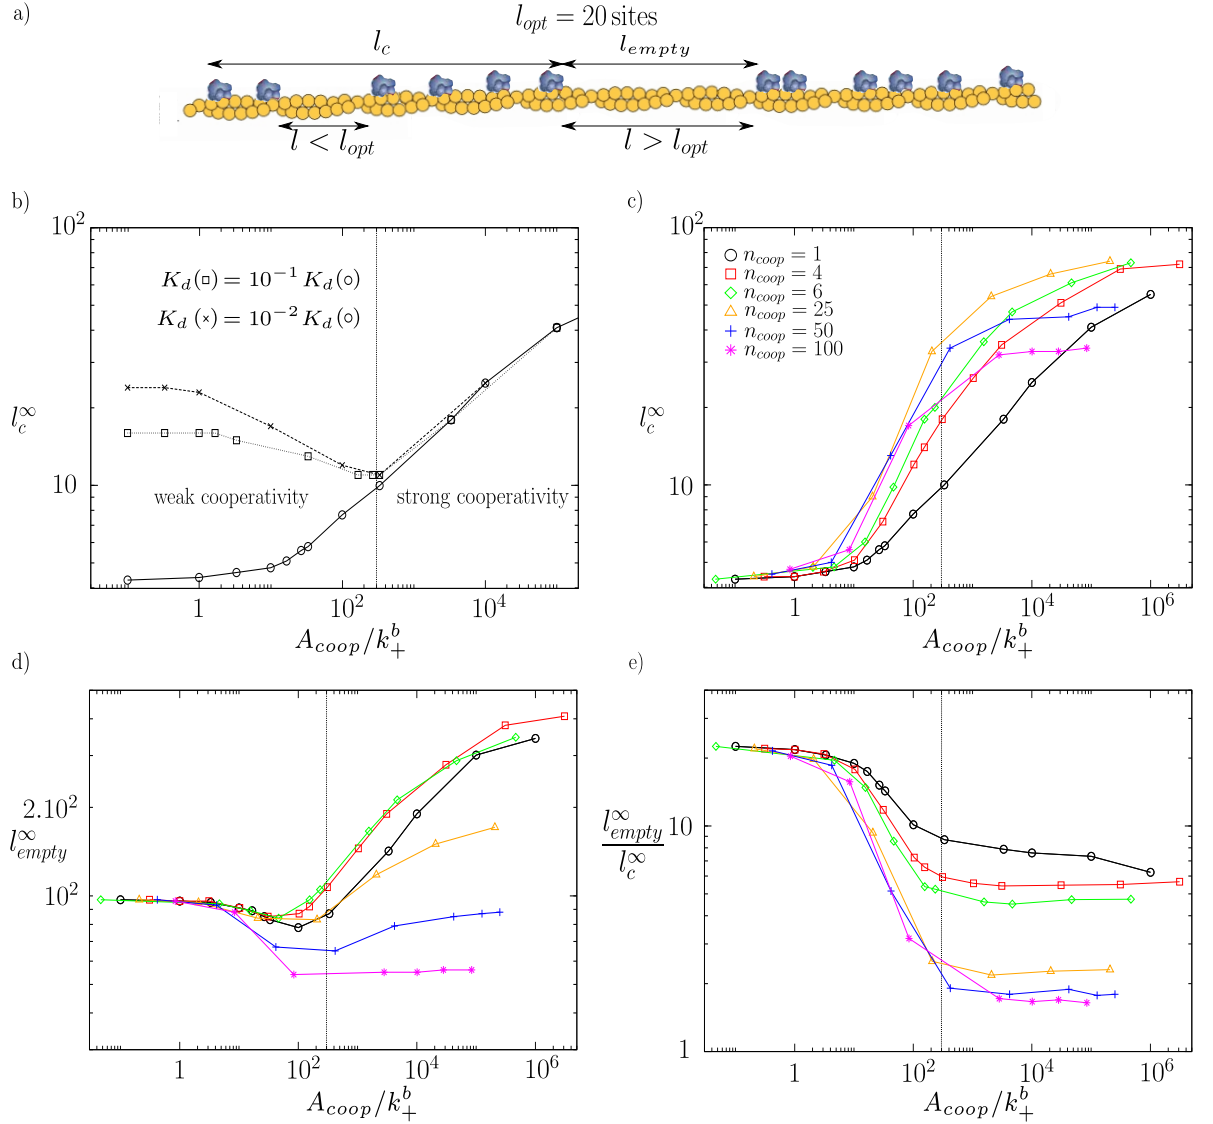 a)
l_opt = 20 sites
l_c
l_empty
l < l_opt
l > l_opt
b)
10^2
10
l_c^∞
K_d(□) = 10^-1 K_d(○)
K_d(×) = 10^-2 K_d(○)
weak cooperativity
strong cooperativity
1
10^2
10^4
A_coop/k_+^b
c)
10^2
10
l_c^∞
n_coop = 1
n_coop = 4
n_coop = 6
n_coop = 25
n_coop = 50
n_coop = 100
1
10^2
10^4
10^6
A_coop/k_+^b
d)
2.10^2
l_empty^∞
10^2
1
10^2
10^4
10^6
A_coop/k_+^b
e)
10
l_empty^∞
l_c^∞
1
1
10^2
10^4
10^6
A_coop/k_+^b